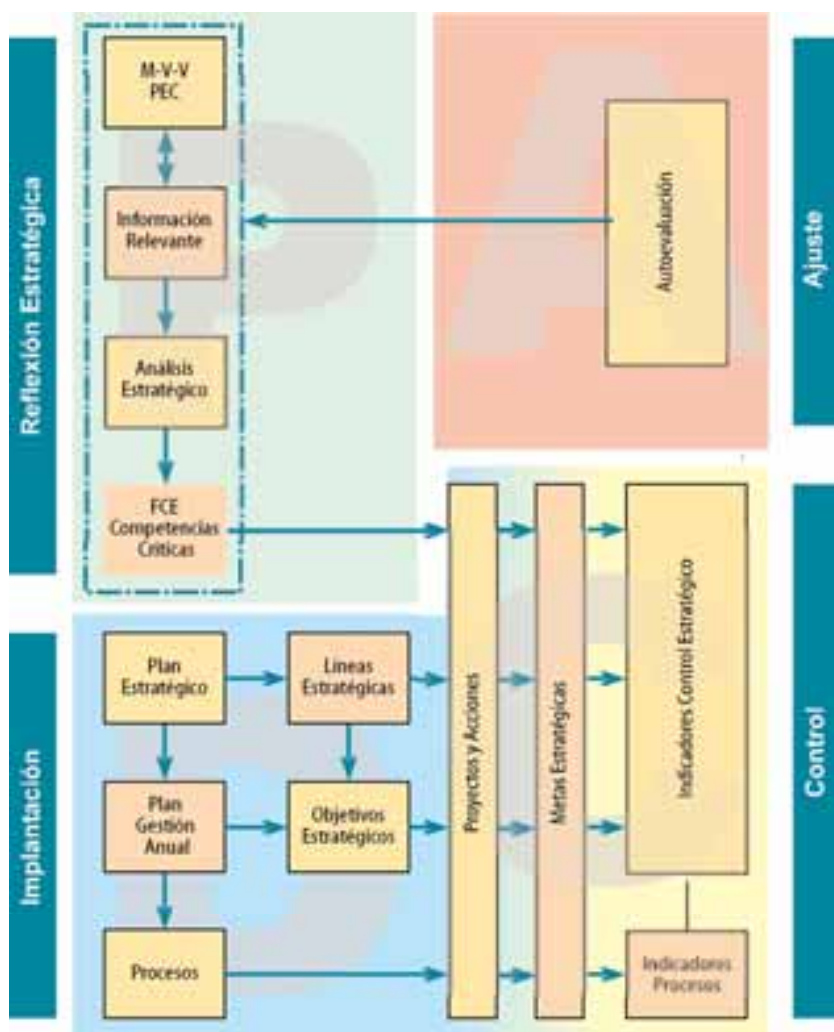 Reflexión Estratégica
M-V-V
PEC
Información
Relevante
Análisis
Estratégico
FCE
Competencias
Críticas
P
A
Autoevaluación
Ajuste
Implantación
Plan
Estratégico
Líneas
Estratégicas
Plan
Gestión
Anual
Objetivos
Estratégicos
Procesos
D
C
Proyectos y Acciones
Metas Estratégicas
Indicadores Control Estratégico
Indicadores
Procesos
Control